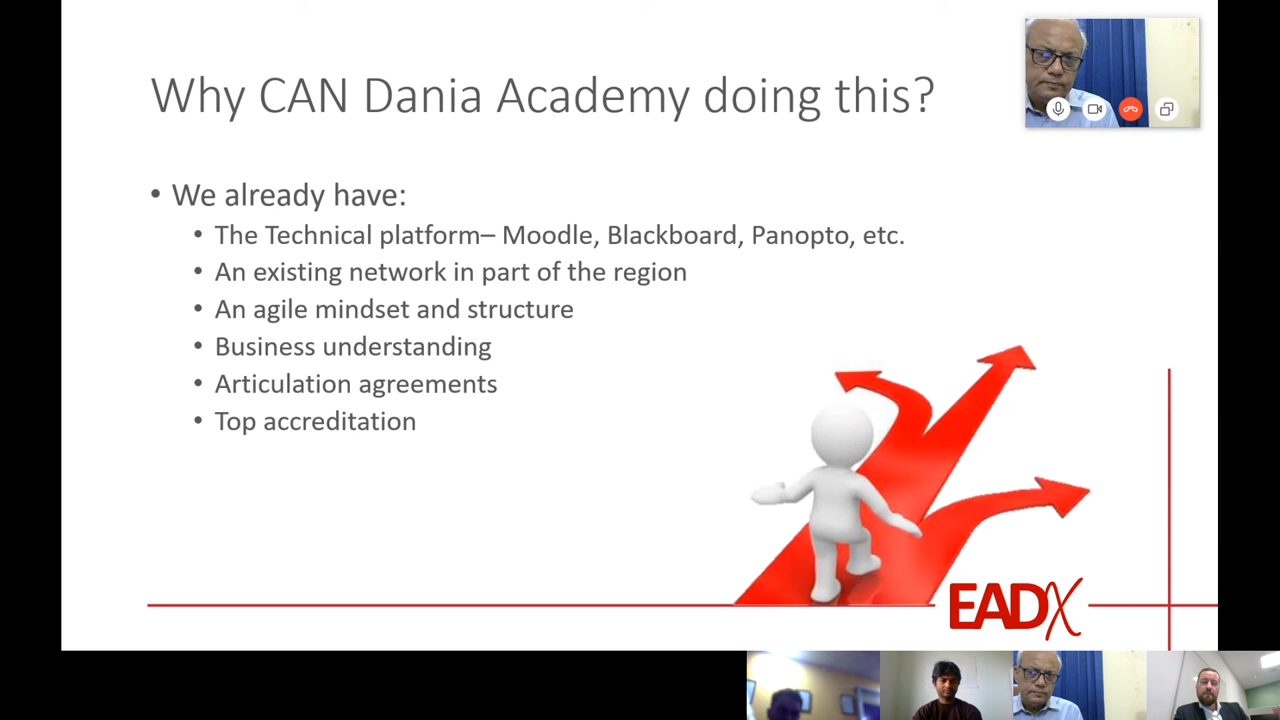 Why CAN Dania Academy doing this?
• We already have:
• The Technical platform– Moodle, Blackboard, Panopto, etc.
• An existing network in part of the region
• An agile mindset and structure
• Business understanding
• Articulation agreements
• Top accreditation
EADX